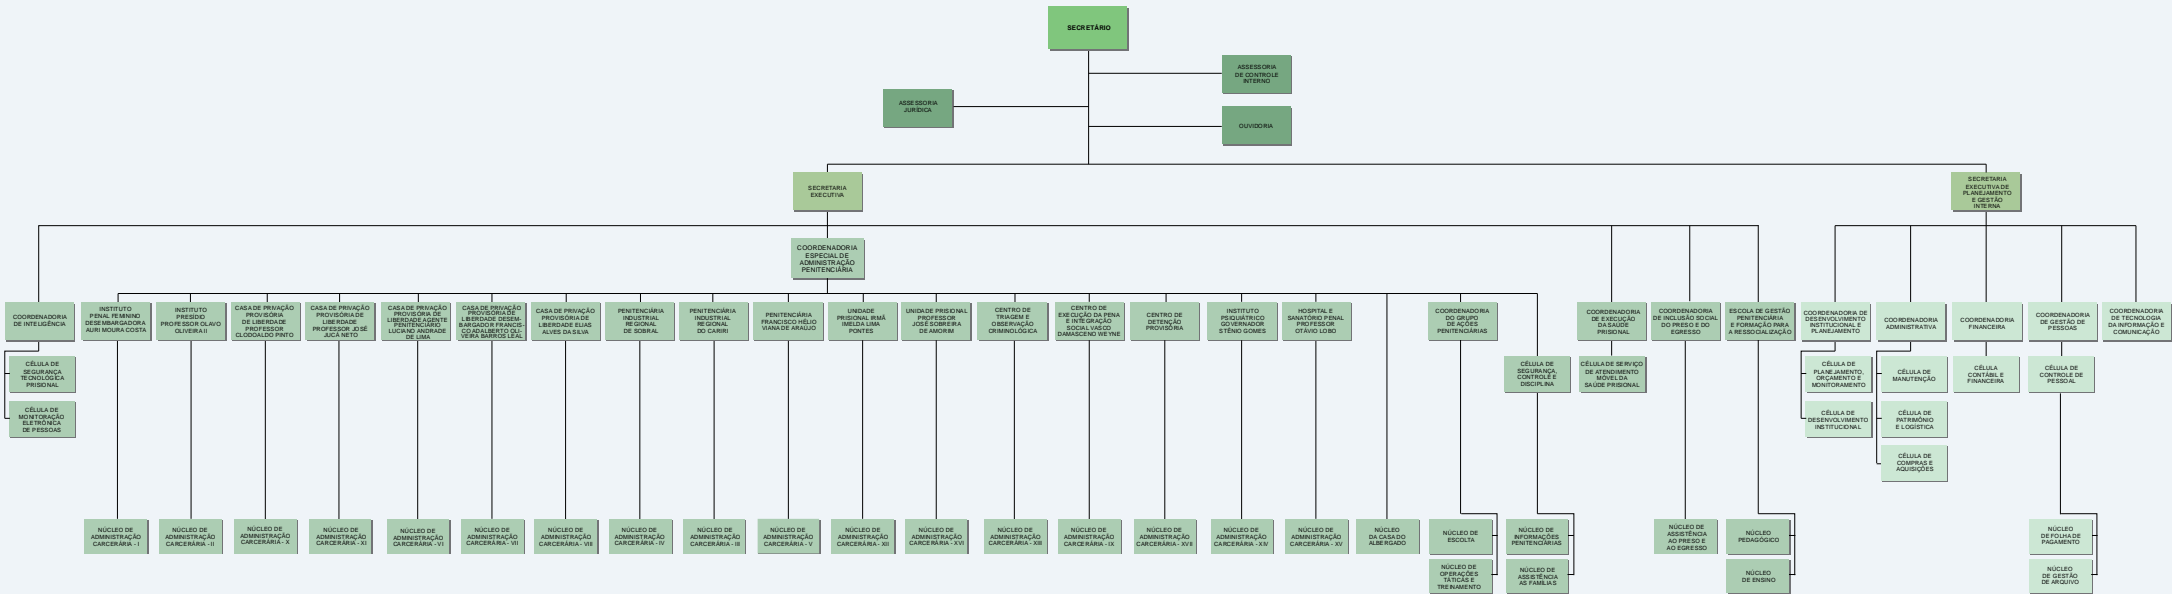 SECRETÁRIO
ASSESSORIA
DE CONTROLE
INTERNO
ASSESSORIA
JURÍDICA
OUVIDORIA
SECRETARIA
EXECUTIVA
SECRETARIA
EXECUTIVA DE
PLANEJAMENTO
E GESTÃO
INTERNA
COORDENADORIA
ESPECIAL DE
ADMINISTRAÇÃO
PENITENCIÁRIA
COORDENADORIA
DE INTELIGÊNCIA
INSTITUTO
PENAL FEMININO
DESEMBARGADORA
AURI MOURA COSTA
INSTITUTO
PRESÍDIO
PROFESSOR OLAVO
OLIVEIRA II
CASA DE PRIVAÇÃO
PROVISÓRIA
DE LIBERDADE
PROFESSOR
CLODOALDO PINTO
CASA DE PRIVAÇÃO
PROVISÓRIA DE
LIBERDADE
PROFESSOR JOSÉ
JUCÁ NETO
CASA DE PRIVAÇÃO
PROVISÓRIA DE
LIBERDADE AGENTE
PENITENCIÁRIO
LUCIANO ANDRADE
DE LIMA
CASA DE PRIVAÇÃO
PROVISÓRIA DE
LIBERDADE DESEM-
BARGADOR FRANCIS-
CO ADALBERTO OLI-
VEIRA BARROS LEAL
CASA DE PRIVAÇÃO
PROVISÓRIA DE
LIBERDADE ELIAS
ALVES DA SILVA
PENITENCIÁRIA
INDUSTRIAL
REGIONAL
DE SOBRAL
PENITENCIÁRIA
INDUSTRIAL
REGIONAL
DO CARIRI
PENITENCIÁRIA
FRANCISCO HÉLIO
VIANA DE ARAÚJO
UNIDADE
PRISIONAL IRMÃ
IMELDA LIMA
PONTES
UNIDADE PRISIONAL
PROFESSOR
JOSÉ SOBREIRA
DE AMORIM
CENTRO DE
TRIAGEM E
OBSERVAÇÃO
CRIMINOLÓGICA
CENTRO DE
EXECUÇÃO DA PENA
E INTEGRAÇÃO
SOCIAL VASCO
DAMASCENO WEYNE
CENTRO DE
DETENÇÃO
PROVISÓRIA
INSTITUTO
PSIQUIÁTRICO
GOVERNADOR
STÊNIO GOMES
HOSPITAL E
SANATÓRIO PENAL
PROFESSOR
OTÁVIO LOBO
COORDENADORIA
DO GRUPO
DE AÇÕES
PENITENCIÁRIAS
COORDENADORIA
DE EXECUÇÃO
DA SAÚDE
PRISIONAL
COORDENADORIA
DE INCLUSÃO SOCIAL
DO PRESO E DO
EGRESSO
ESCOLA DE GESTÃO
PENITENCIÁRIA
E FORMAÇÃO PARA
A RESSOCIALIZAÇÃO
COORDENADORIA DE
DESENVOLVIMENTO
INSTITUCIONAL E
PLANEJAMENTO
COORDENADORIA
ADMINISTRATIVA
COORDENADORIA
FINANCEIRA
COORDENADORIA
DE GESTÃO DE
PESSOAS
COORDENADORIA
DE TECNOLOGIA
DA INFORMAÇÃO E
COMUNICAÇÃO
CÉLULA DE
SEGURANÇA
TECNOLÓGICA
PRISIONAL
CÉLULA DE
SEGURANÇA,
CONTROLE E
DISCIPLINA
CÉLULA DE SERVIÇO
DE ATENDIMENTO
MÓVEL DA
SAÚDE PRISIONAL
CÉLULA DE
PLANEJAMENTO,
ORÇAMENTO E
MONITORAMENTO
CÉLULA DE
MANUTENÇÃO
CÉLULA
CONTÁBIL E
FINANCEIRA
CÉLULA DE
CONTROLE DE
PESSOAL
CÉLULA DE
MONITORAÇÃO
ELETRÔNICA
DE PESSOAS
CÉLULA DE
DESENVOLVIMENTO
INSTITUCIONAL
CÉLULA DE
PATRIMÔNIO
E LOGÍSTICA
CÉLULA DE
COMPRAS E
AQUISIÇÕES
NÚCLEO DE
ADMINISTRAÇÃO
CARCERÁRIA - I
NÚCLEO DE
ADMINISTRAÇÃO
CARCERÁRIA - II
NÚCLEO DE
ADMINISTRAÇÃO
CARCERÁRIA - X
NÚCLEO DE
ADMINISTRAÇÃO
CARCERÁRIA - XI
NÚCLEO DE
ADMINISTRAÇÃO
CARCERÁRIA - VI
NÚCLEO DE
ADMINISTRAÇÃO
CARCERÁRIA - VII
NÚCLEO DE
ADMINISTRAÇÃO
CARCERÁRIA - VIII
NÚCLEO DE
ADMINISTRAÇÃO
CARCERÁRIA - IV
NÚCLEO DE
ADMINISTRAÇÃO
CARCERÁRIA - III
NÚCLEO DE
ADMINISTRAÇÃO
CARCERÁRIA - V
NÚCLEO DE
ADMINISTRAÇÃO
CARCERÁRIA - XII
NÚCLEO DE
ADMINISTRAÇÃO
CARCERÁRIA - XVI
NÚCLEO DE
ADMINISTRAÇÃO
CARCERÁRIA - XIII
NÚCLEO DE
ADMINISTRAÇÃO
CARCERÁRIA - IX
NÚCLEO DE
ADMINISTRAÇÃO
CARCERÁRIA - XVII
NÚCLEO DE
ADMINISTRAÇÃO
CARCERÁRIA - XIV
NÚCLEO DE
ADMINISTRAÇÃO
CARCERÁRIA - XV
NÚCLEO
DA CASA DO
ALBERGADO
NÚCLEO DE
ESCOLTA
NÚCLEO DE
INFORMAÇÕES
PENITENCIÁRIAS
NÚCLEO DE
ASSISTÊNCIA
AO PRESO E
AO EGRESSO
NÚCLEO
PEDAGÓGICO
NÚCLEO
DE FOLHA DE
PAGAMENTO
NÚCLEO DE
OPERAÇÕES
TÁTICAS E
TREINAMENTO
NÚCLEO DE
ASSISTÊNCIA
AS FAMÍLIAS
NÚCLEO
DE ENSINO
NÚCLEO
DE GESTÃO
DE ARQUIVO